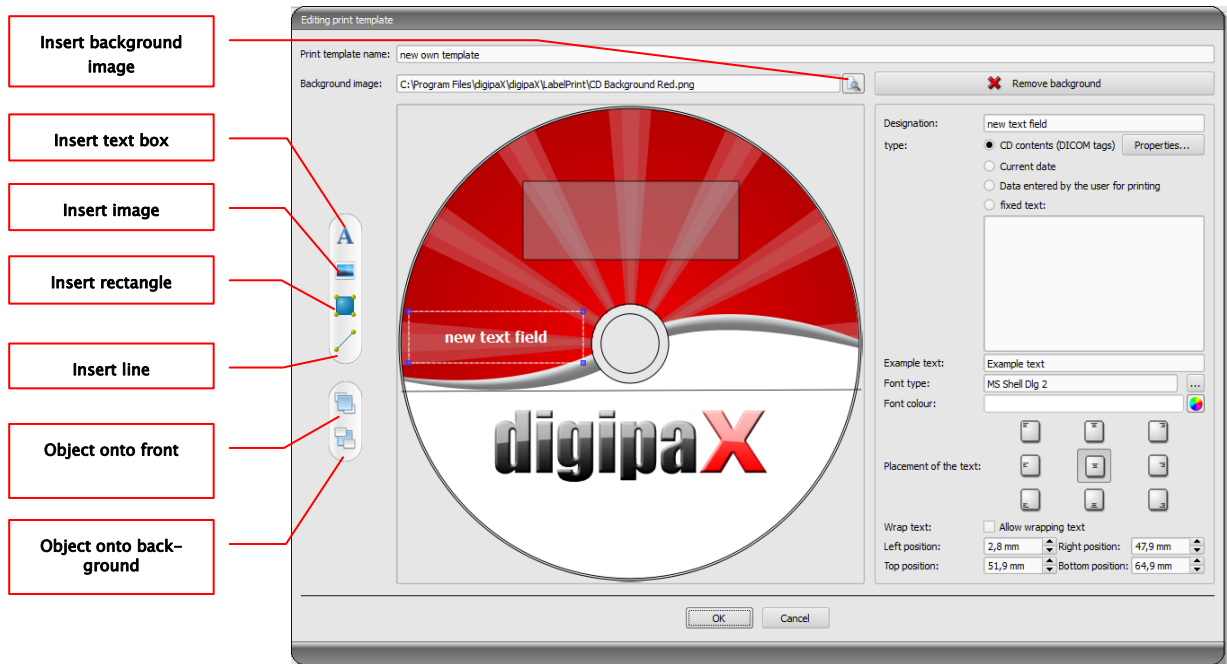 Editing print template
Insert background
image
Print template name: new own template
Background image: C:\Program Files\digipaX\digipaX\LabelPrint\CD Background Red.png
Remove background
Insert text box
Insert image
Insert rectangle
Insert line
Object onto front
Object onto back-
ground
A
new text field
digipaX
Designation: new text field
type: CD contents (DICOM tags) Properties...
Current date
Data entered by the user for printing
fixed text:
Example text: Example text
Font type: MS Shell Dlg 2 ...
Font colour:
Placement of the text:
Wrap text: Allow wrapping text
Left position: 2,8 mm Right position: 47,9 mm
Top position: 51,9 mm Bottom position: 64,9 mm
OK Cancel